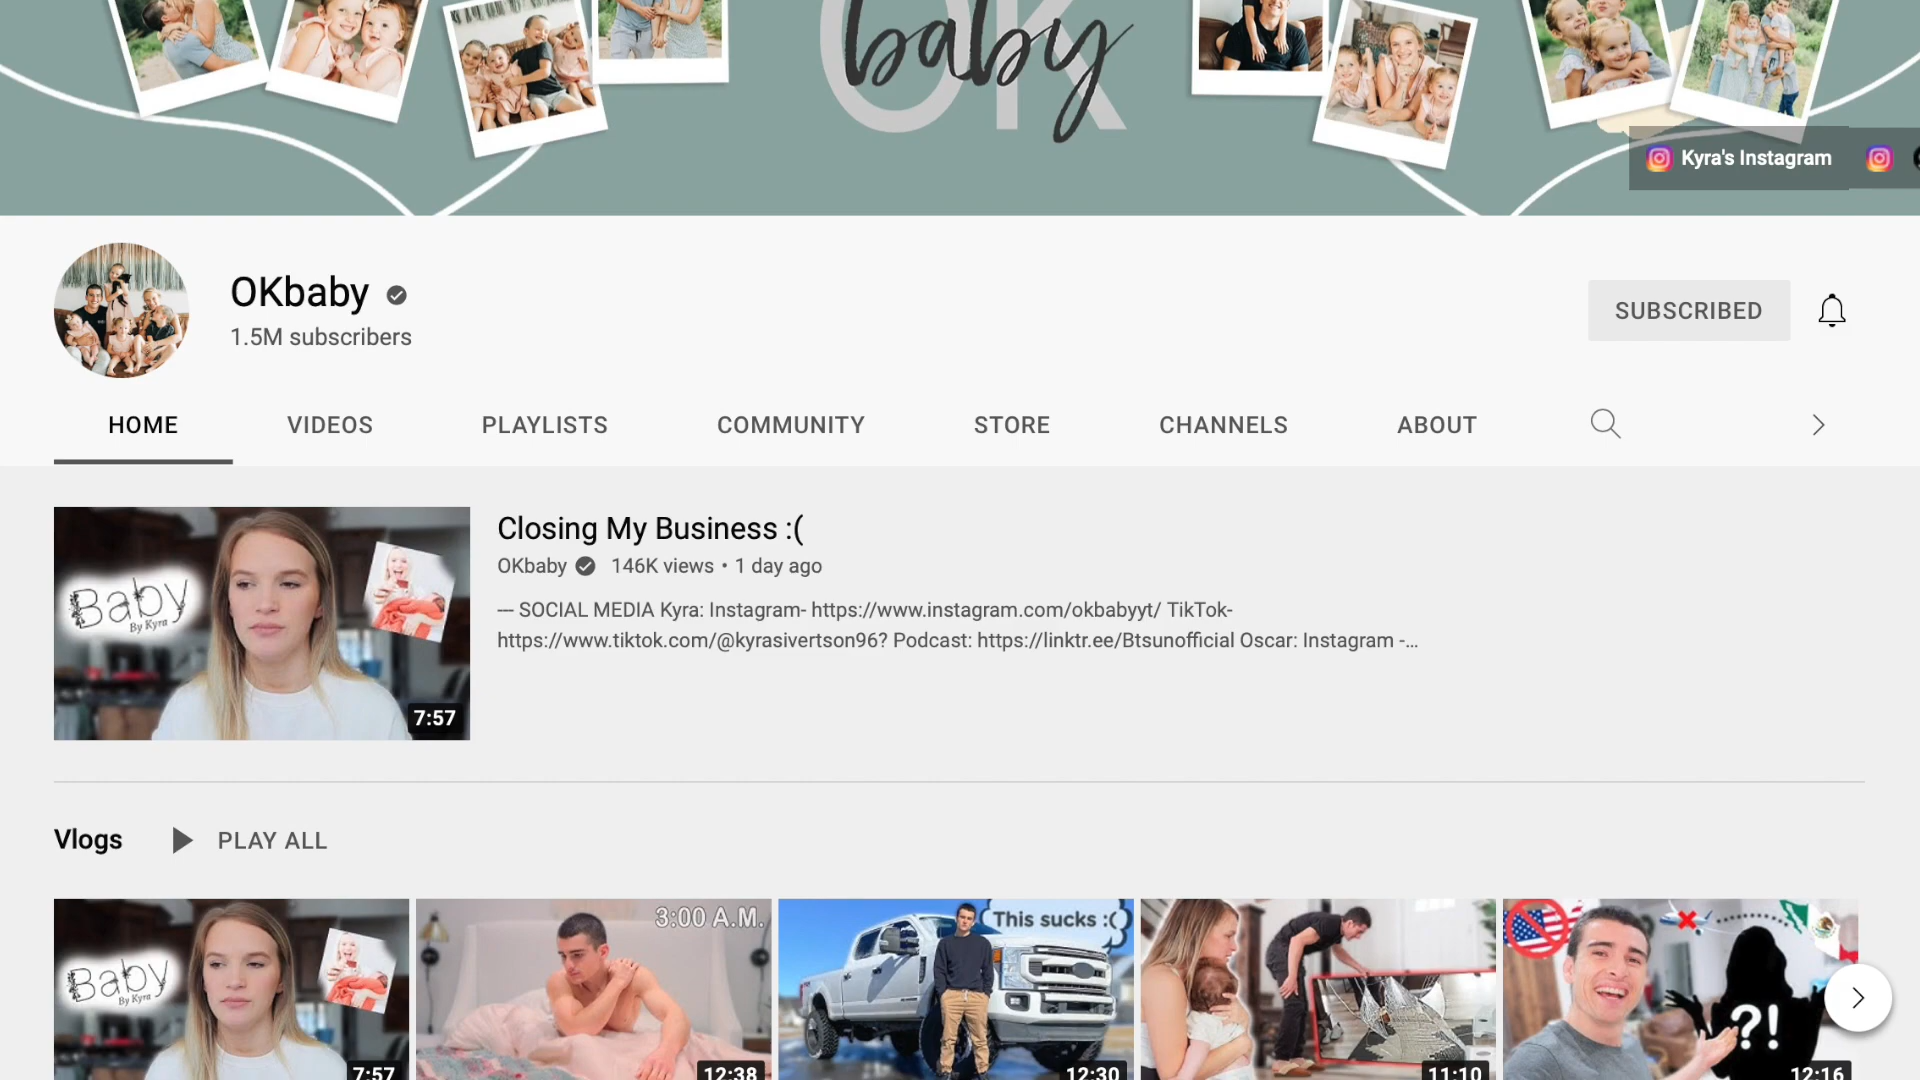 OK
baby
Kyra's Instagram
OKbaby
1.5M subscribers
SUBSCRIBED
HOME
VIDEOS
PLAYLISTS
COMMUNITY
STORE
CHANNELS
ABOUT
Baby
By Kyra
7:57
Closing My Business :(
OKbaby 146K views • 1 day ago
--- SOCIAL MEDIA Kyra: Instagram- https://www.instagram.com/okbabyyt/ TikTok-
https://www.tiktok.com/@kyrasivertson96? Podcast: https://linktr.ee/Btsunofficial Oscar: Instagram -...
Vlogs
PLAY ALL
Baby
By Kyra
7:57
3:00 A.M.
12:38
This sucks :(
12:30
11:10
?!
12:16